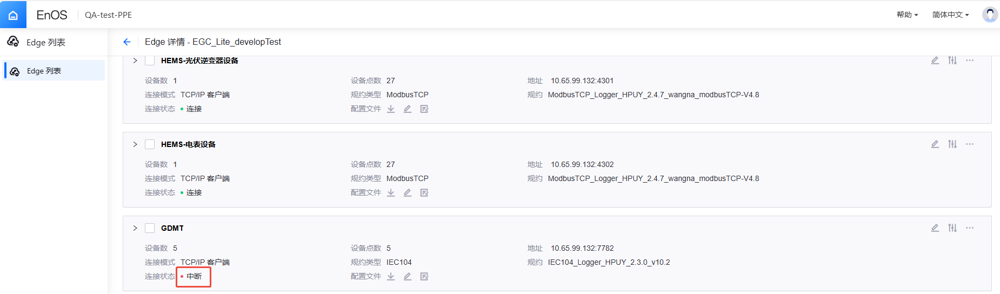 EnOS QA-test-PPE 帮助 简体中文
Edge 列表
Edge 详情 - EGC_Lite_developTest
Edge 列表
HEMS-光伏逆变器设备
设备数 1 设备点数 27 地址 10.65.99.132:4301
连接模式 TCP/IP 客户端 规约类型 ModbusTCP 规约 ModbusTCP_Logger_HPUY_2.4.7_wangna_modbusTCP-V4.8
连接状态 连接 配置文件
HEMS-电表设备
设备数 1 设备点数 27 地址 10.65.99.132:4302
连接模式 TCP/IP 客户端 规约类型 ModbusTCP 规约 ModbusTCP_Logger_HPUY_2.4.7_wangna_modbusTCP-V4.8
连接状态 连接 配置文件
GDMT
设备数 5 设备点数 5 地址 10.65.99.132:7782
连接模式 TCP/IP 客户端 规约类型 IEC104 规约 IEC104_Logger_HPUY_2.3.0_v10.2
连接状态 中断 配置文件